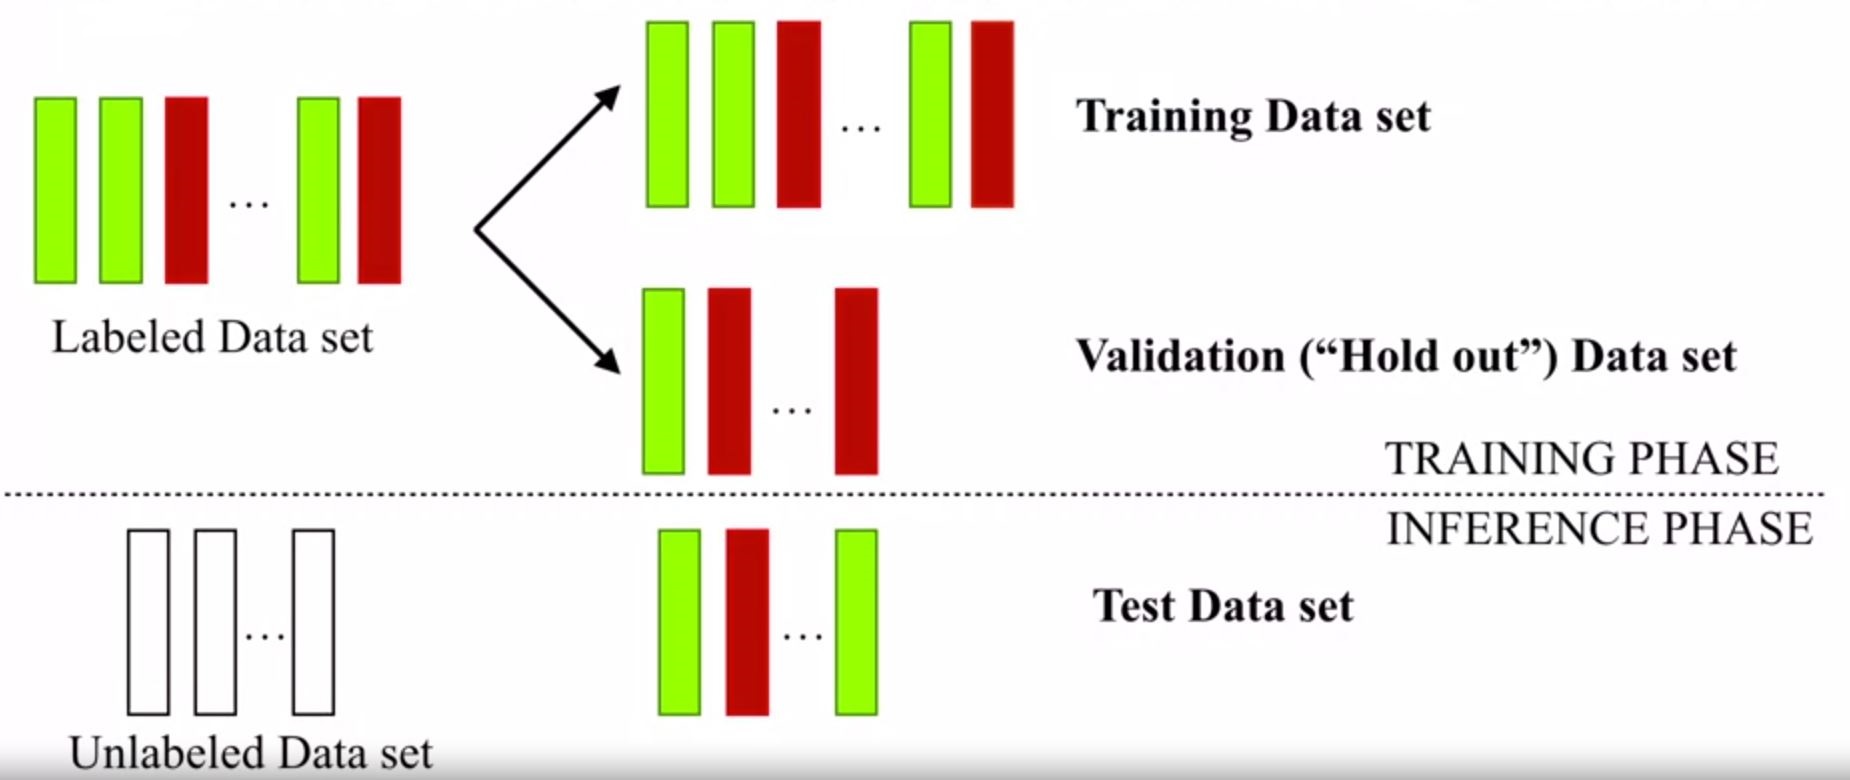 ...
Training Data set
...
Labeled Data set
Validation (“Hold out”) Data set
...
TRAINING PHASE
INFERENCE PHASE
Test Data set
...
...
Unlabeled Data set